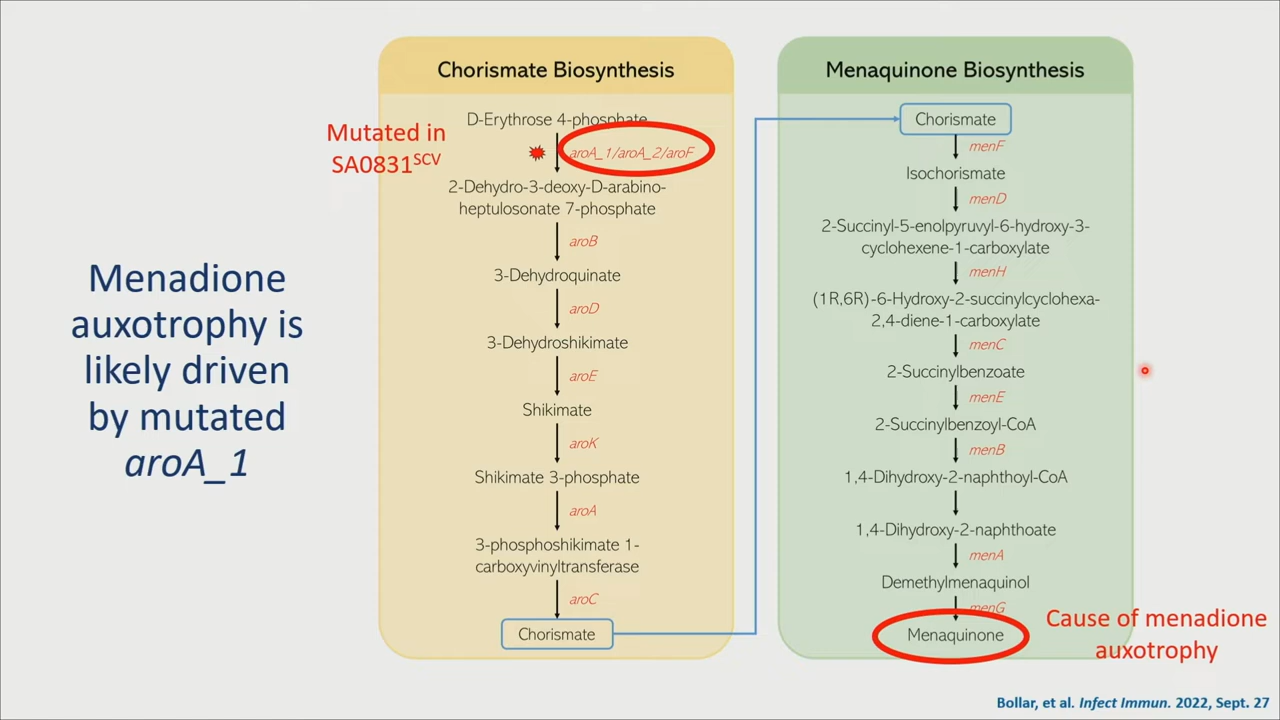 Chorismate Biosynthesis
D-Erythrose 4-phosphate
Mutated in
SA0831SCV
aroA_1/aroA_2/aroF
2-Dehydro-3-deoxy-D-arabino-
heptulosonate 7-phosphate
aroB
3-Dehydroquinate
aroD
3-Dehydroshikimate
aroE
Shikimate
aroK
Shikimate 3-phosphate
aroA
3-phosphoshikimate 1-
carboxyvinyltransferase
aroC
Chorismate
Menadione
auxotrophy is
likely driven
by mutated
aroA_1
Menaquinone Biosynthesis
Chorismate
menF
Isochorismate
menD
2-Succinyl-5-enolpyruvyl-6-hydroxy-3-
cyclohexene-1-carboxylate
menH
(1R,6R)-6-Hydroxy-2-succinylcyclohexa-
2,4-diene-1-carboxylate
menC
2-Succinylbenzoate
menE
2-Succinylbenzoyl-CoA
menB
1,4-Dihydroxy-2-naphthoyl-CoA
1,4-Dihydroxy-2-naphthoate
menA
Demethylmenaquinol
menG
Menaquinone
Cause of menadione
auxotrophy
Bollar, et al. Infect Immun. 2022, Sept. 27